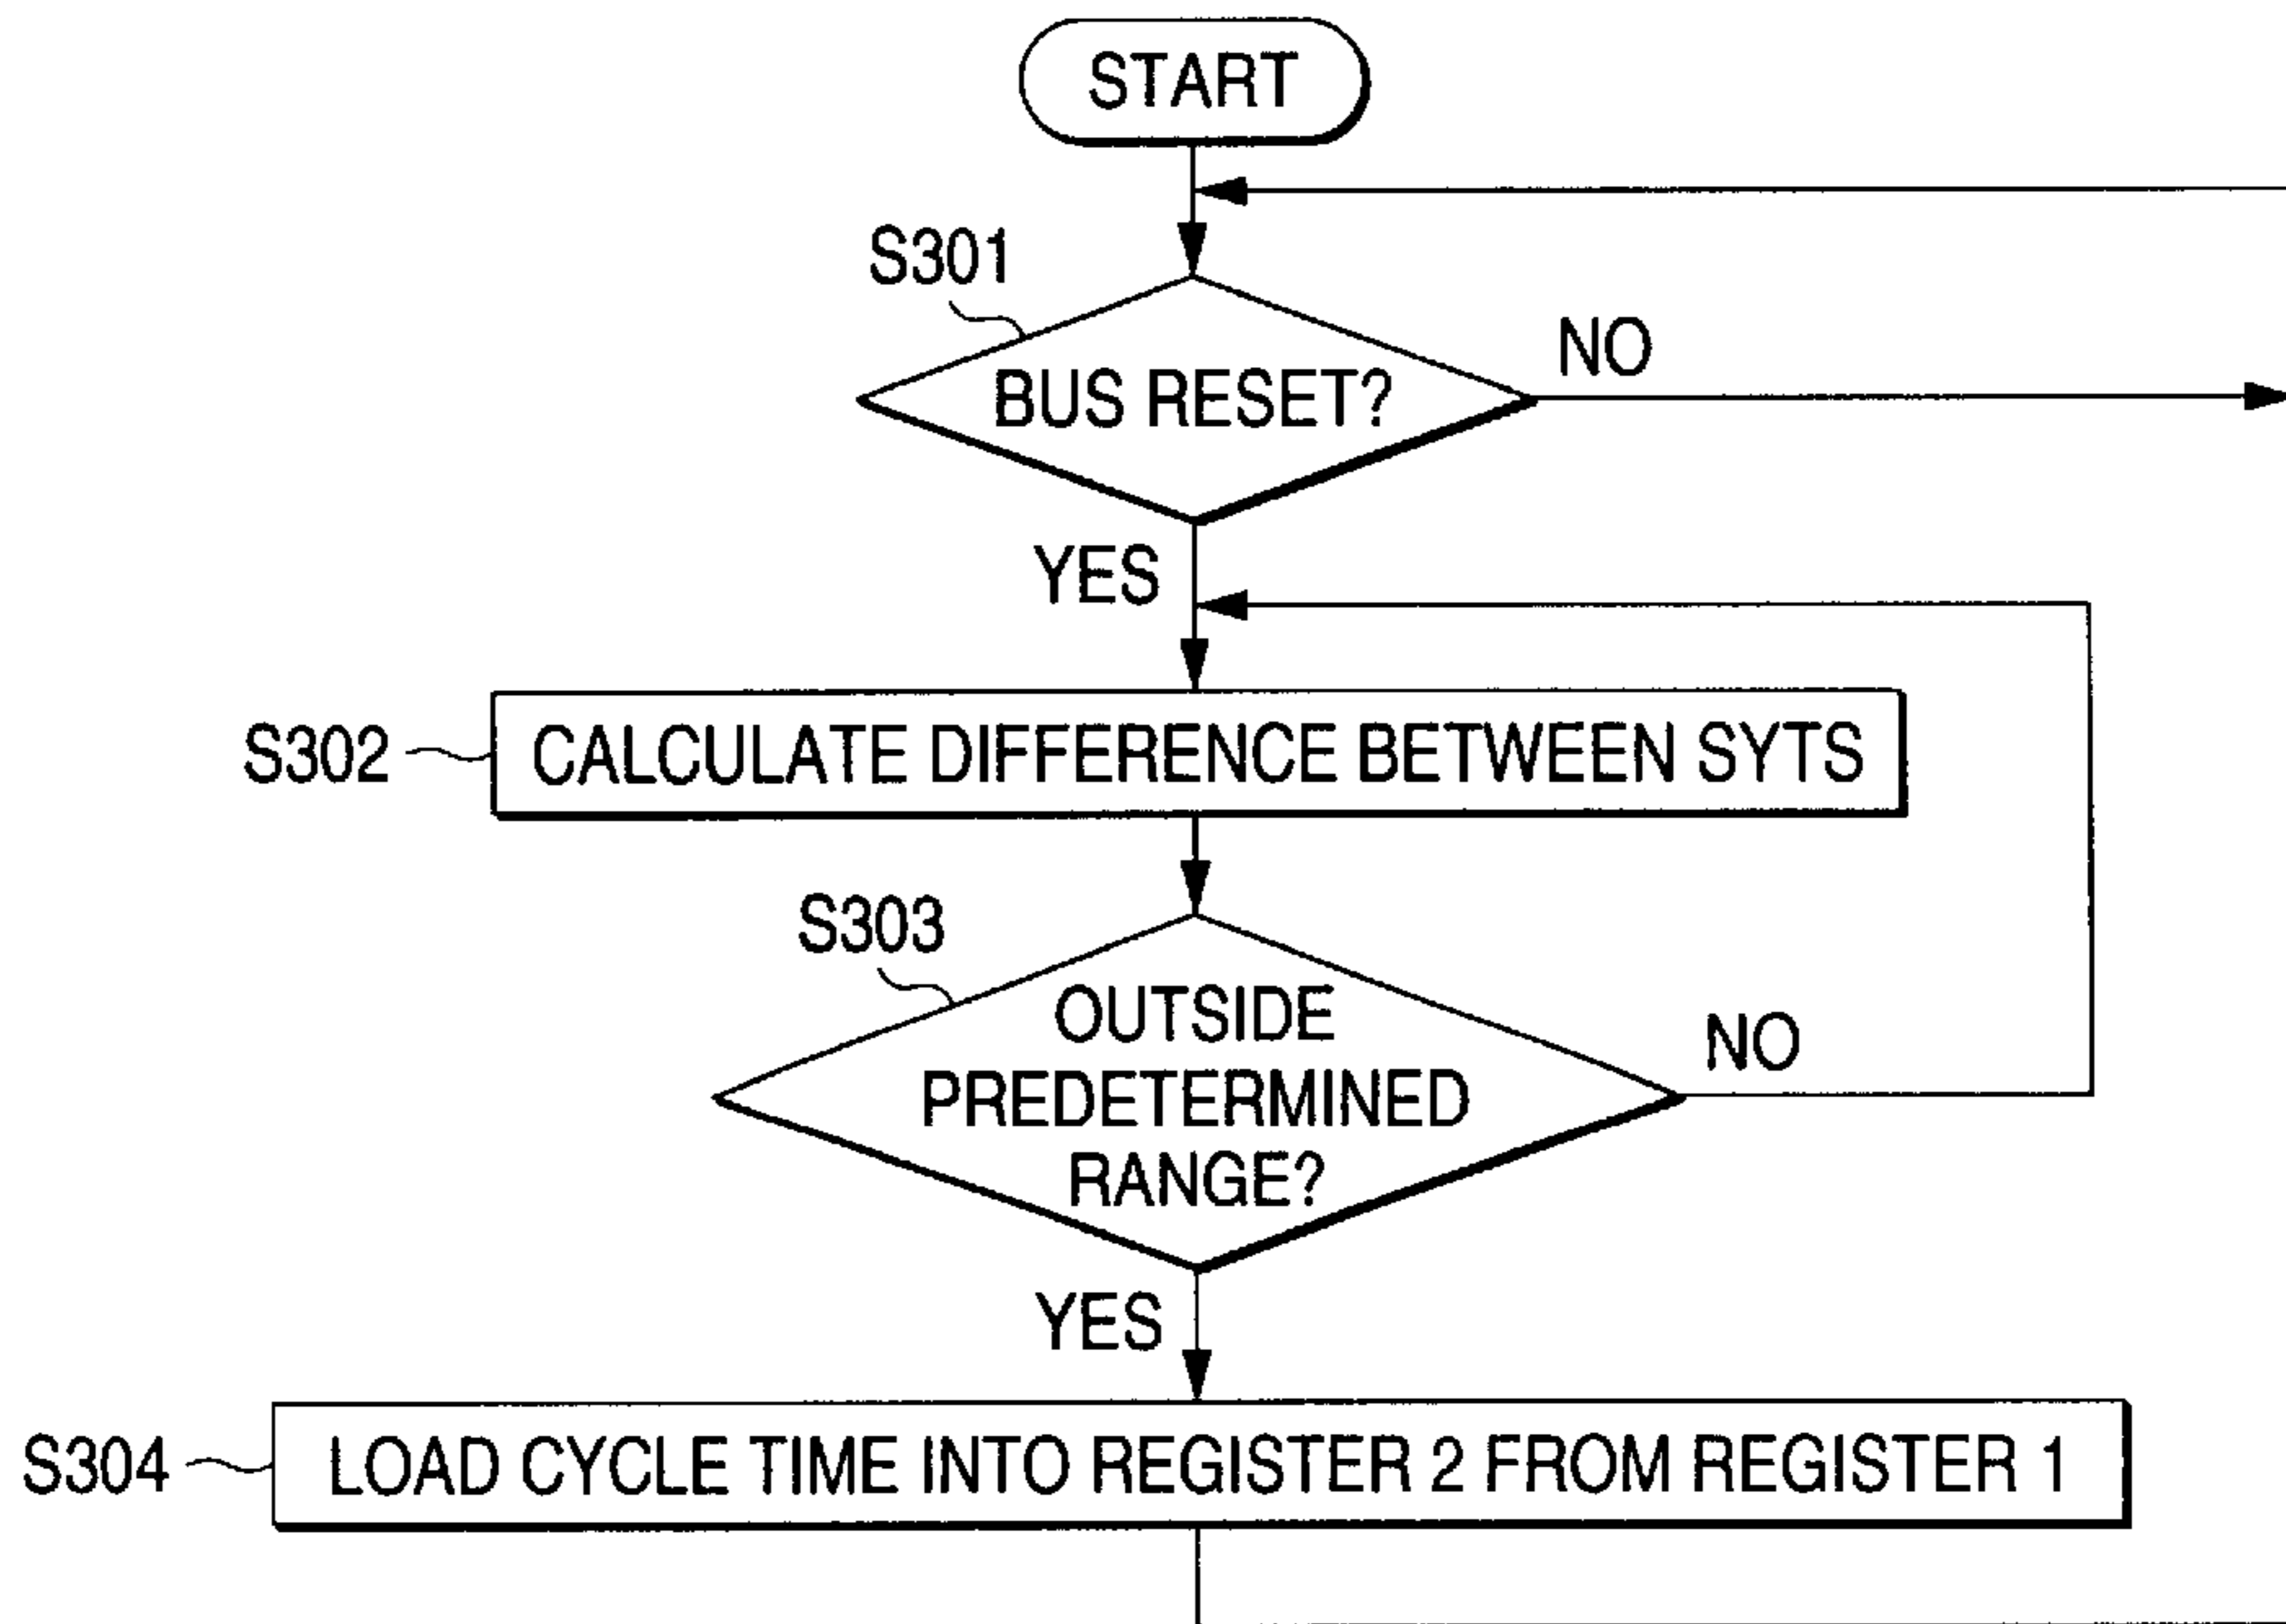 START
S301
BUS RESET?
NO
YES
S302
CALCULATE DIFFERENCE BETWEEN SYTS
S303
OUTSIDE
PREDETERMINED
RANGE?
NO
YES
S304
LOAD CYCLE TIME INTO REGISTER 2 FROM REGISTER 1